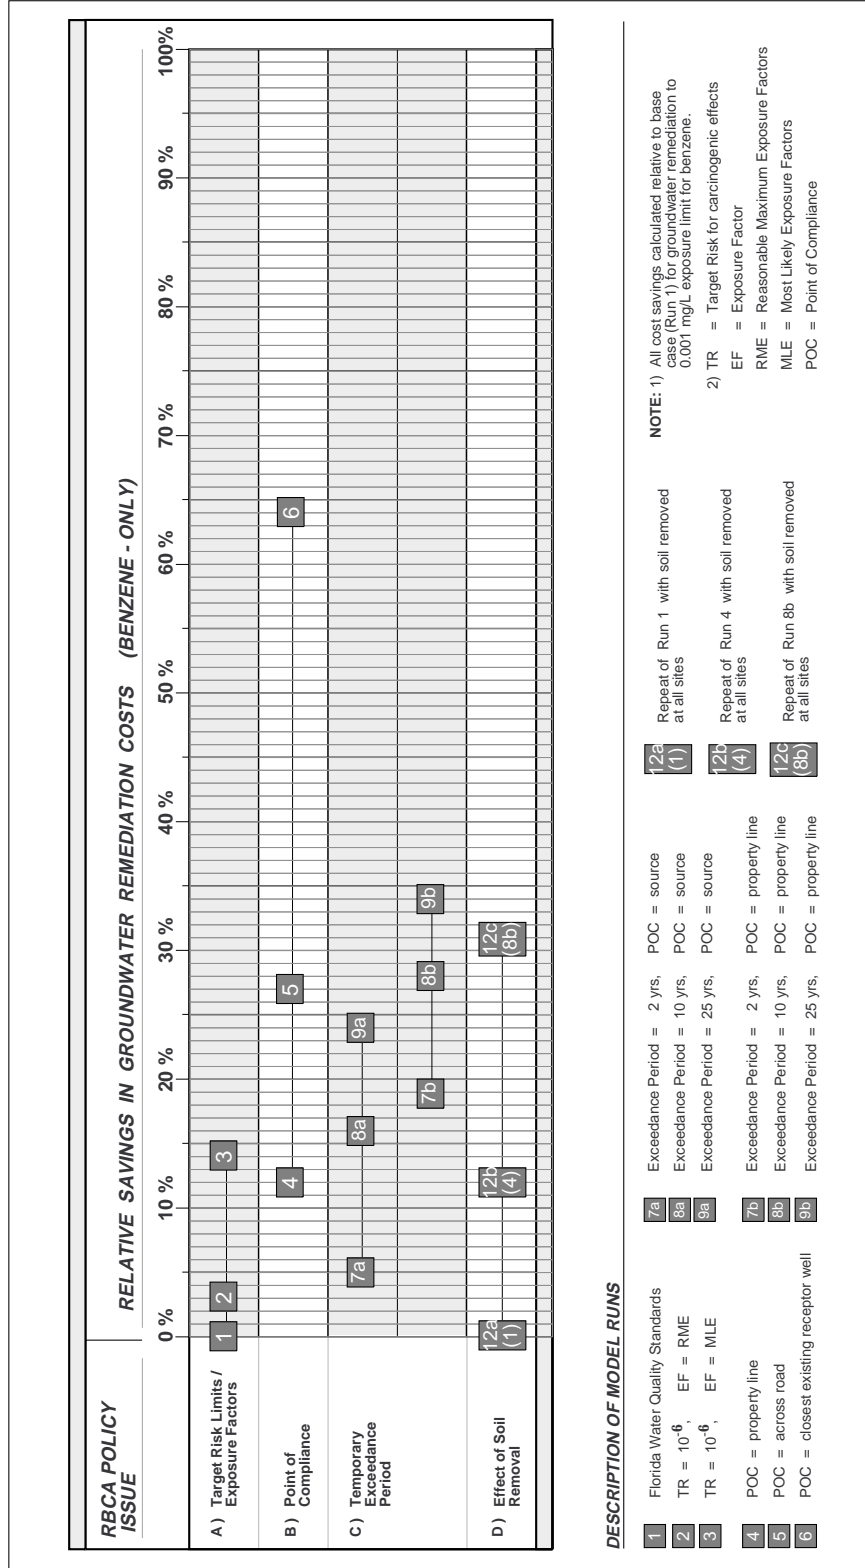 RBCA POLICY
ISSUE
RELATIVE SAVINGS IN GROUNDWATER REMEDIATION COSTS (BENZENE - ONLY)
0 % 10 % 20 % 30 % 40 % 50 % 60 % 70 % 80 % 90 % 100%
A ) Target Risk Limits /
Exposure Factors
1 2 3
B ) Point of
Compliance
4 5 6
C ) Temporary
Exceedance
Period
7a 8a 9a
7b 8b 9b
D ) Effect of Soil
Removal
12a
(1)
12b
(4)
12c
(8b)
DESCRIPTION OF MODEL RUNS
1 Florida Water Quality Standards
2 TR = 10-6, EF = RME
3 TR = 10-6, EF = MLE
4 POC = property line
5 POC = across road
6 POC = closest existing receptor well
7a Exceedance Period = 2 yrs, POC = source
8a Exceedance Period = 10 yrs, POC = source
9a Exceedance Period = 25 yrs, POC = source
7b Exceedance Period = 2 yrs, POC = property line
8b Exceedance Period = 10 yrs, POC = property line
9b Exceedance Period = 25 yrs, POC = property line
12a
(1)
Repeat of Run 1 with soil removed
at all sites
12b
(4)
Repeat of Run 4 with soil removed
at all sites
12c
(8b)
Repeat of Run 8b with soil removed
at all sites
NOTE: 1) All cost savings calculated relative to base
case (Run 1) for groundwater remediation to
0.001 mg/L exposure limit for benzene.
2) TR = Target Risk for carcinogenic effects
EF = Exposure Factor
RME = Reasonable Maximum Exposure Factors
MLE = Most Likely Exposure Factors
POC = Point of Compliance